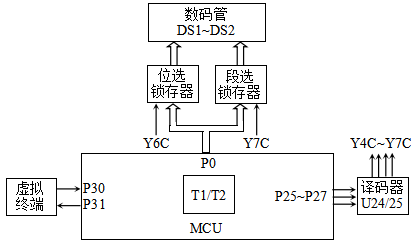 数码管
DS1~DS2
位选
锁存器
段选
锁存器
Y6C
Y7C
Y4C~Y7C
P0
虚拟
终端
P30
P31
T1/T2
P25~P27
译码器
U24/25
MCU